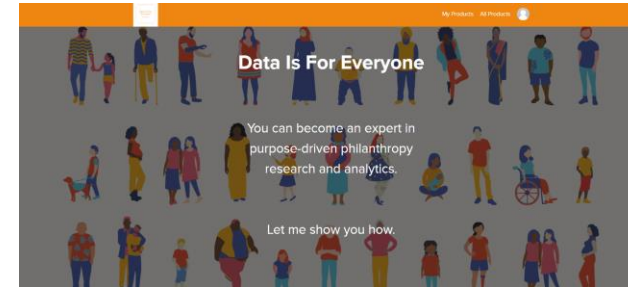 My Products All Products
Data Is For Everyone
You can become an expert in
purpose-driven philanthropy
research and analytics.
Let me show you how.